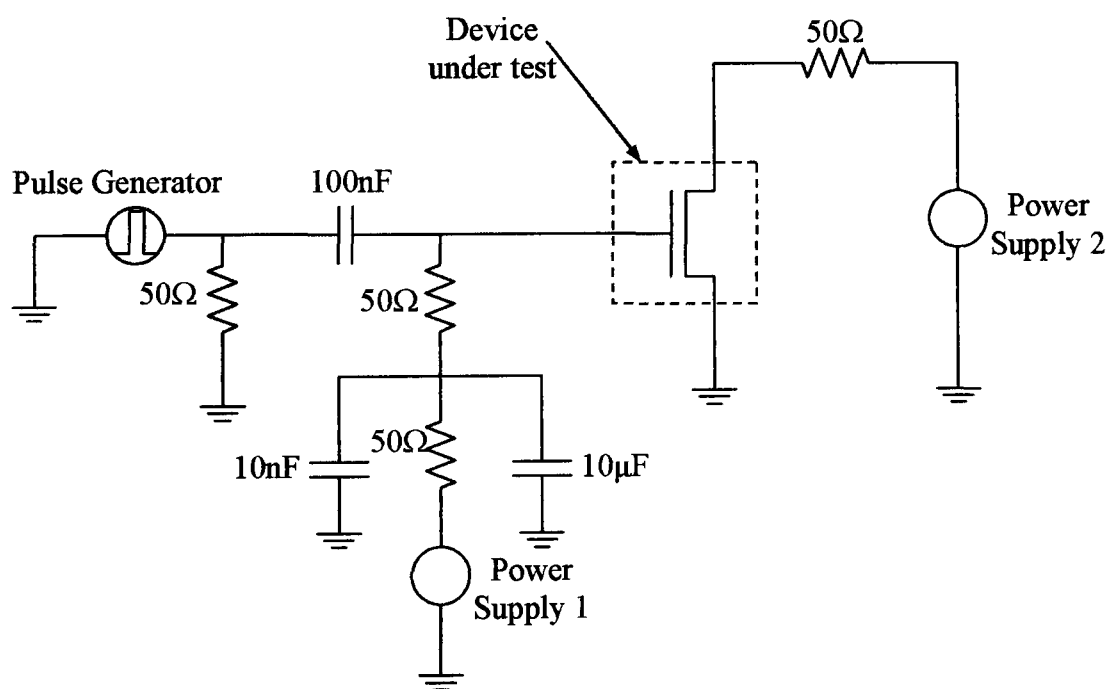 Device
under test
50Ω
Pulse Generator
100nF
Power
Supply 2
50Ω
50Ω
10nF
50Ω
10μF
Power
Supply 1